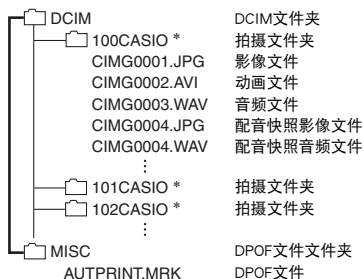 DCIM DCIM文件夹
100CASIO * 拍摄文件夹
CIMG0001.JPG 影像文件
CIMG0002.AVI 动画文件
CIMG0003.WAV 音频文件
CIMG0004.JPG 配音快照影像文件
CIMG0004.WAV 配音快照音频文件
⋮
101CASIO * 拍摄文件夹
102CASIO * 拍摄文件夹
⋮
MISC DPOF文件文件夹
AUTPRINT.MRK DPOF文件